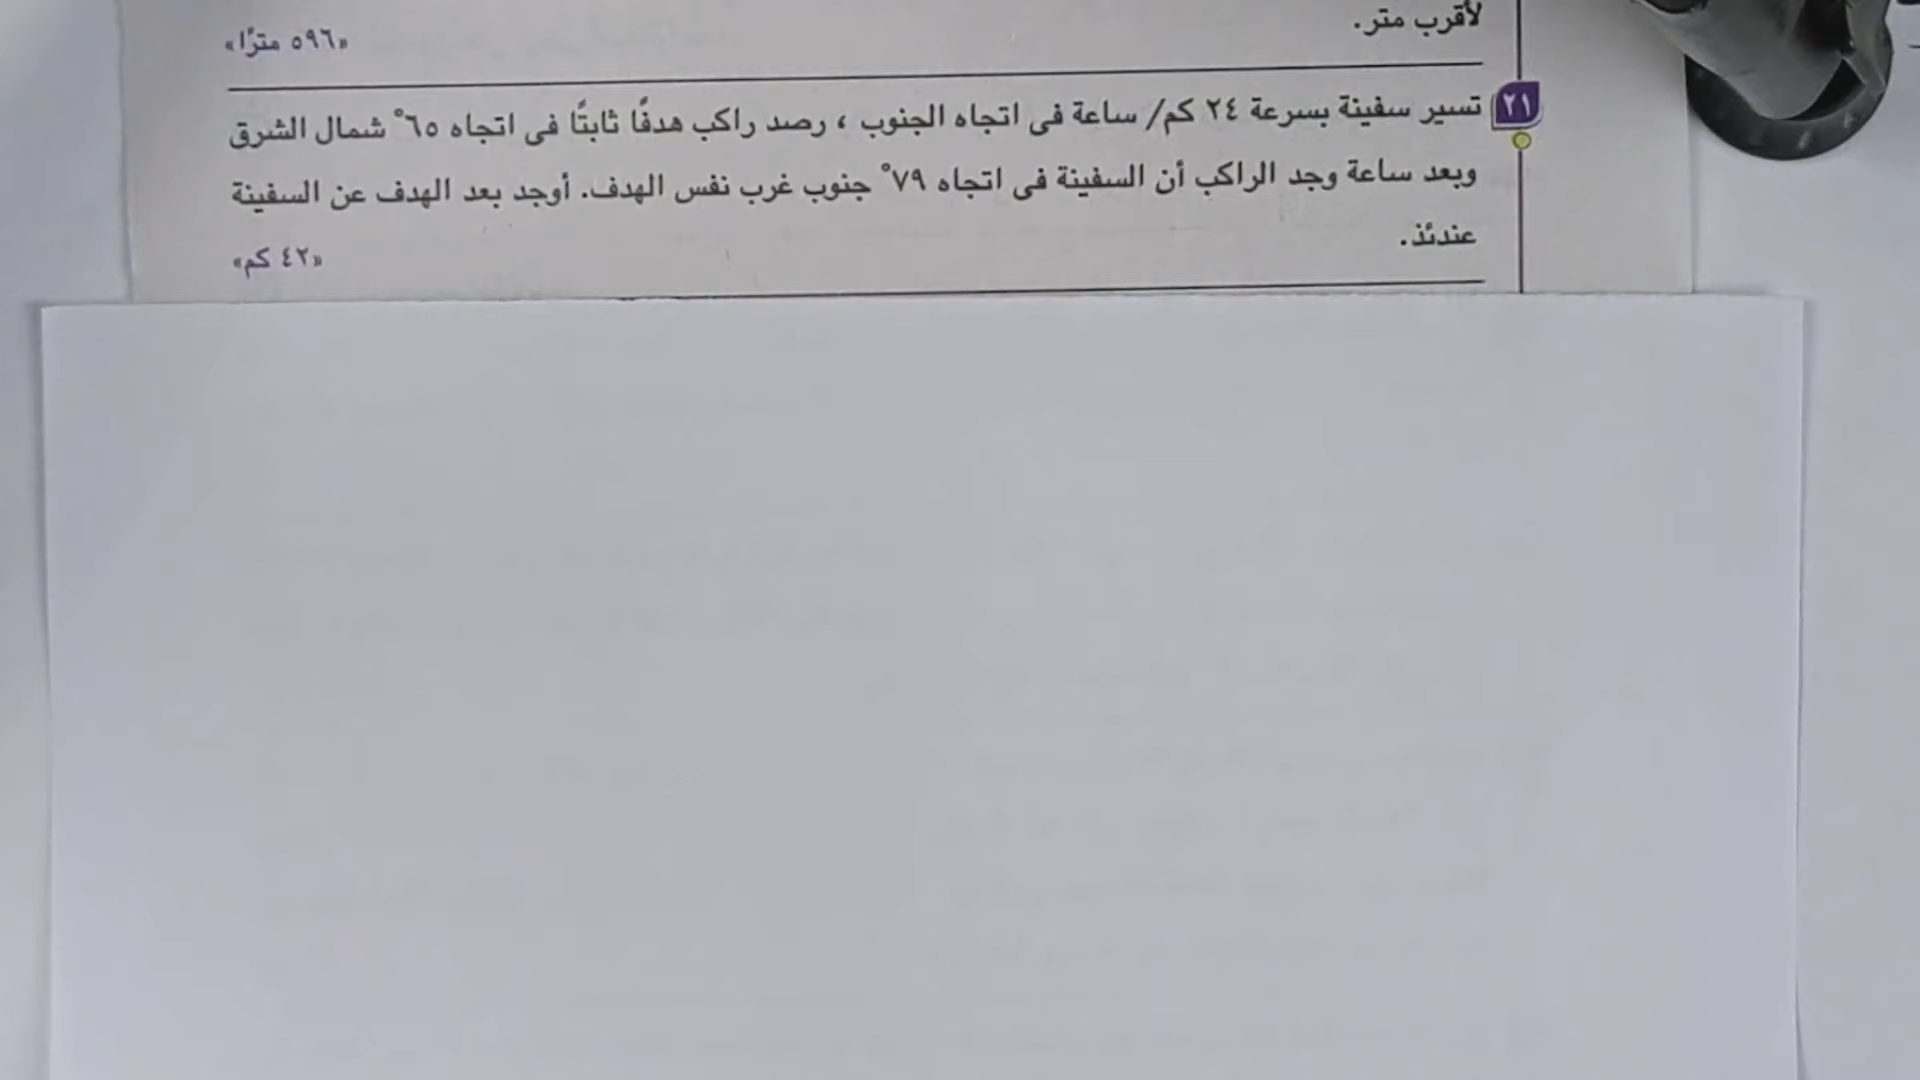 لأقرب متر.
«٥٩٦ مترًا»
٢١ تسير سفينة بسرعة ٢٤ كم/ ساعة فى اتجاه الجنوب ، رصد راكب هدفًا ثابتًا فى اتجاه ٦٥° شمال الشرق
وبعد ساعة وجد الراكب أن السفينة فى اتجاه ٧٩° جنوب غرب نفس الهدف. أوجد بعد الهدف عن السفينة
عندئذ.
«٤٢ كم»